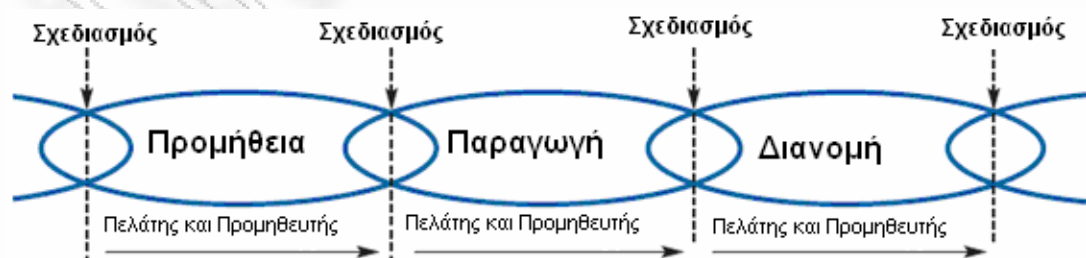 Σχεδιασμός Σχεδιασμός Σχεδιασμός Σχεδιασμός
Προμήθεια Παραγωγή Διανομή
Πελάτης και Προμηθευτής Πελάτης και Προμηθευτής Πελάτης και Προμηθευτής